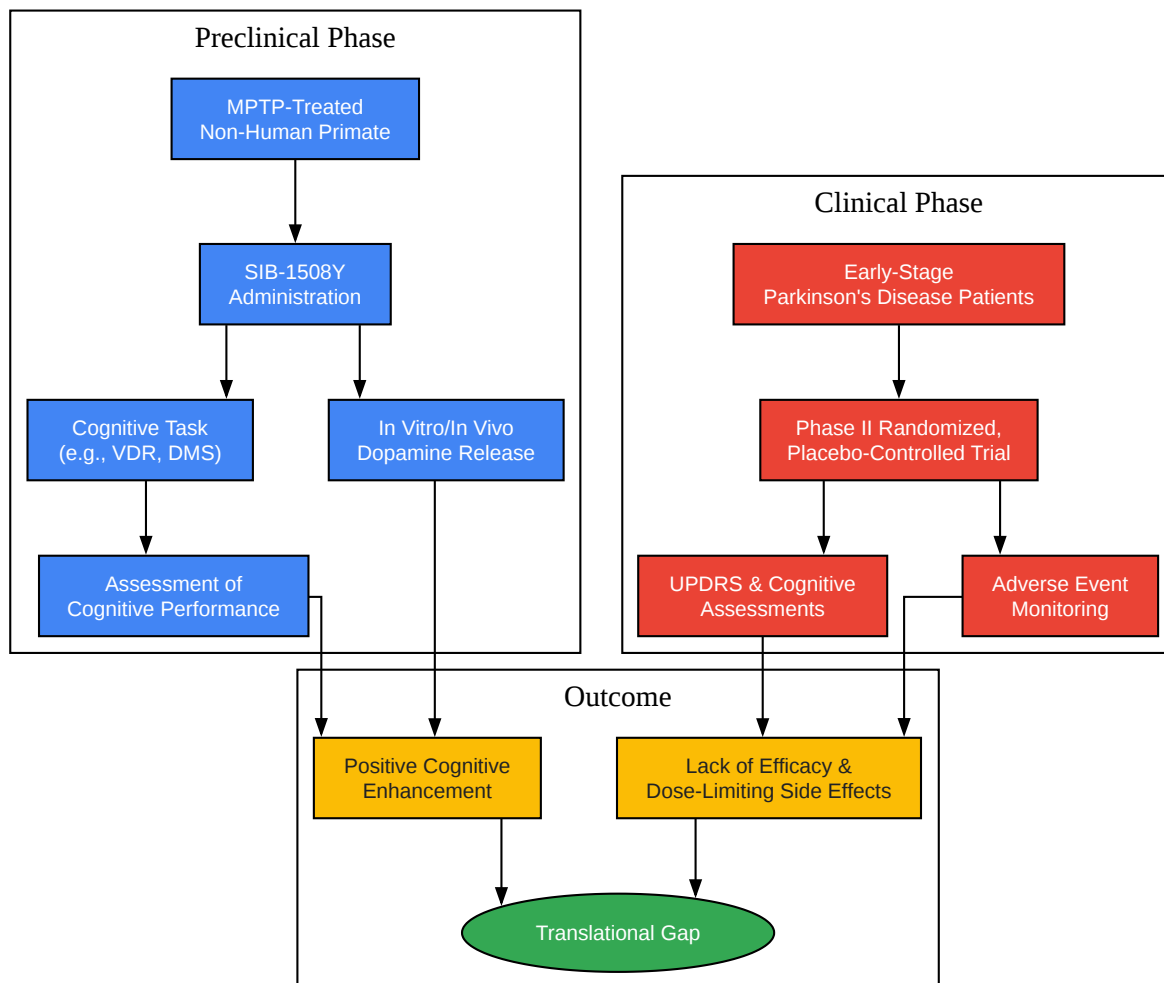 Preclinical Phase
MPTP-Treated
Non-Human Primate
SIB-1508Y
Administration
Cognitive Task
(e.g., VDR, DMS)
In Vitro/In Vivo
Dopamine Release
Assessment of
Cognitive Performance
Clinical Phase
Early-Stage
Parkinson's Disease Patients
Phase II Randomized,
Placebo-Controlled Trial
UPDRS & Cognitive
Assessments
Adverse Event
Monitoring
Outcome
Positive Cognitive
Enhancement
Lack of Efficacy &
Dose-Limiting Side Effects
Translational Gap